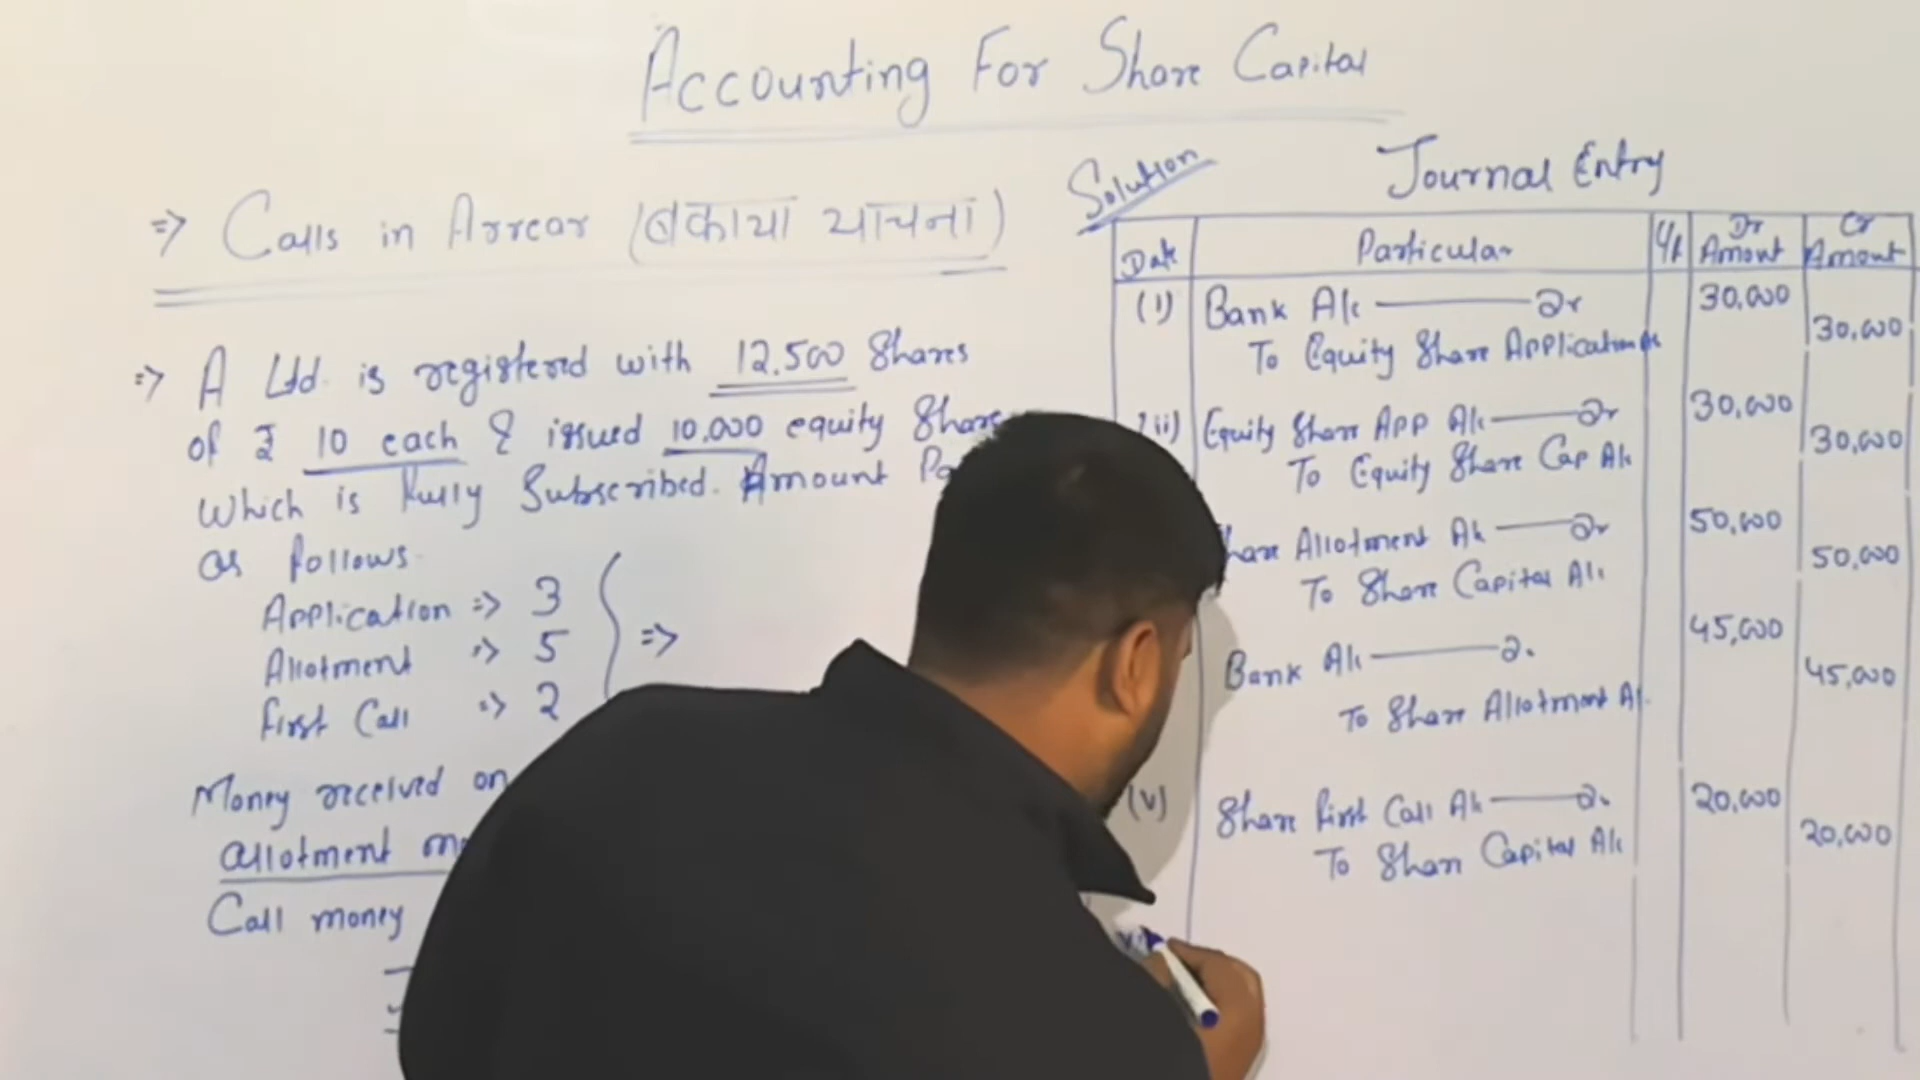 Accounting For Share Capital
=> Calls in Arrear (बकाया याचना)
=> A Ltd. is registered with 12,500 Shares
of ₹ 10 each & issued 10,000 equity Share
which is fully Subscribed. Amount
as follows.
Application => 3
Allotment => 5
First Call => 2
=>
Money received on
allotment
Call money
Solution
Journal Entry
Date Particular L/f Dr Amount Cr Amount
(i) Bank A/c Dr 30,000
To Equity Share Application A/c 30,000
(ii) Equity Share App A/c Dr 30,000
To Equity Share Cap A/c 30,000
Share Allotment A/c Dr 50,000
To Share Capital A/c 50,000
Bank A/c Dr 45,000
To Share Allotment A/c 45,000
(v) Share first Call A/c Dr 20,000
To Share Capital A/c 20,000